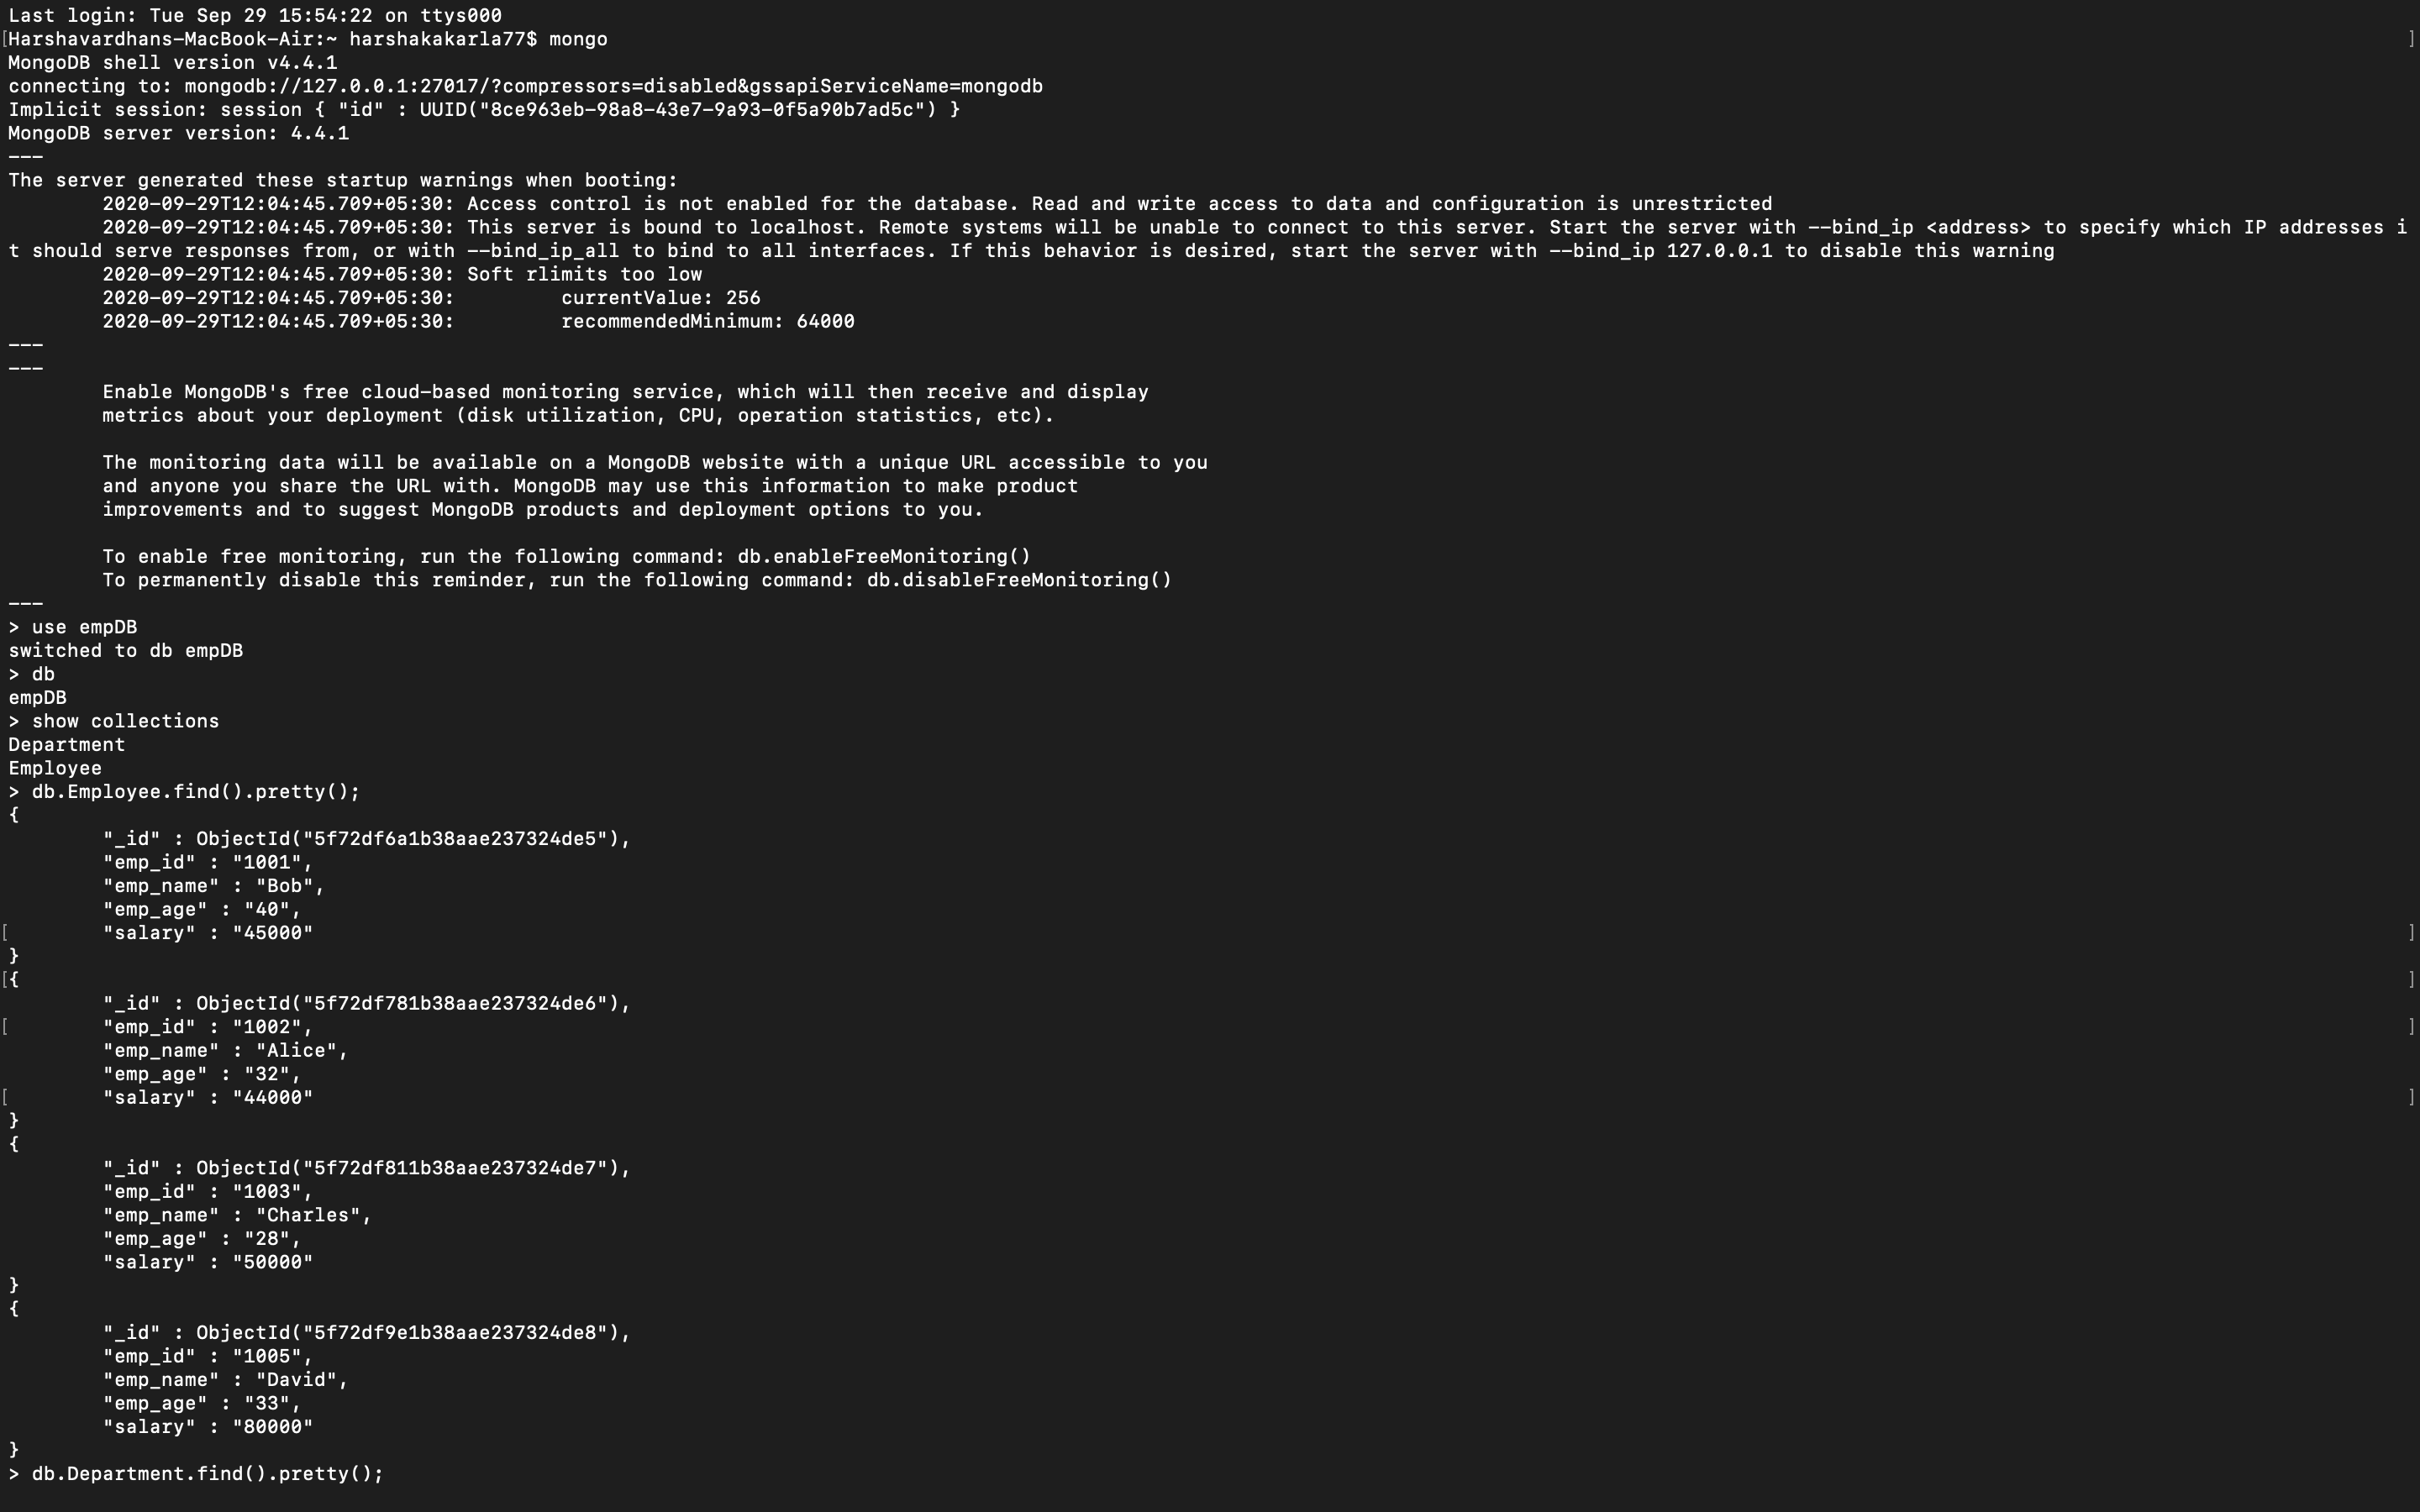 Last login: Tue Sep 29 15:54:22 on ttys000
[Harshavardhans-MacBook-Air:~ harshakakarla77$ mongo ]
MongoDB shell version v4.4.1
connecting to: mongodb://127.0.0.1:27017/?compressors=disabled&gssapiServiceName=mongodb
Implicit session: session { "id" : UUID("8ce963eb-98a8-43e7-9a93-0f5a90b7ad5c") }
MongoDB server version: 4.4.1
---
The server generated these startup warnings when booting:
        2020-09-29T12:04:45.709+05:30: Access control is not enabled for the database. Read and write access to data and configuration is unrestricted
        2020-09-29T12:04:45.709+05:30: This server is bound to localhost. Remote systems will be unable to connect to this server. Start the server with --bind_ip <address> to specify which IP addresses i
t should serve responses from, or with --bind_ip_all to bind to all interfaces. If this behavior is desired, start the server with --bind_ip 127.0.0.1 to disable this warning
        2020-09-29T12:04:45.709+05:30: Soft rlimits too low
        2020-09-29T12:04:45.709+05:30:         currentValue: 256
        2020-09-29T12:04:45.709+05:30:         recommendedMinimum: 64000
---
---
        Enable MongoDB's free cloud-based monitoring service, which will then receive and display
        metrics about your deployment (disk utilization, CPU, operation statistics, etc).

        The monitoring data will be available on a MongoDB website with a unique URL accessible to you
        and anyone you share the URL with. MongoDB may use this information to make product
        improvements and to suggest MongoDB products and deployment options to you.

        To enable free monitoring, run the following command: db.enableFreeMonitoring()
        To permanently disable this reminder, run the following command: db.disableFreeMonitoring()
---
> use empDB
switched to db empDB
> db
empDB
> show collections
Department
Employee
> db.Employee.find().pretty();
{
        "_id" : ObjectId("5f72df6a1b38aae237324de5"),
        "emp_id" : "1001",
        "emp_name" : "Bob",
        "emp_age" : "40",
[       "salary" : "45000" ]
}
[{ ]
        "_id" : ObjectId("5f72df781b38aae237324de6"),
[       "emp_id" : "1002", ]
        "emp_name" : "Alice",
        "emp_age" : "32",
[       "salary" : "44000" ]
}
{
        "_id" : ObjectId("5f72df811b38aae237324de7"),
        "emp_id" : "1003",
        "emp_name" : "Charles",
        "emp_age" : "28",
        "salary" : "50000"
}
{
        "_id" : ObjectId("5f72df9e1b38aae237324de8"),
        "emp_id" : "1005",
        "emp_name" : "David",
        "emp_age" : "33",
        "salary" : "80000"
}
> db.Department.find().pretty();